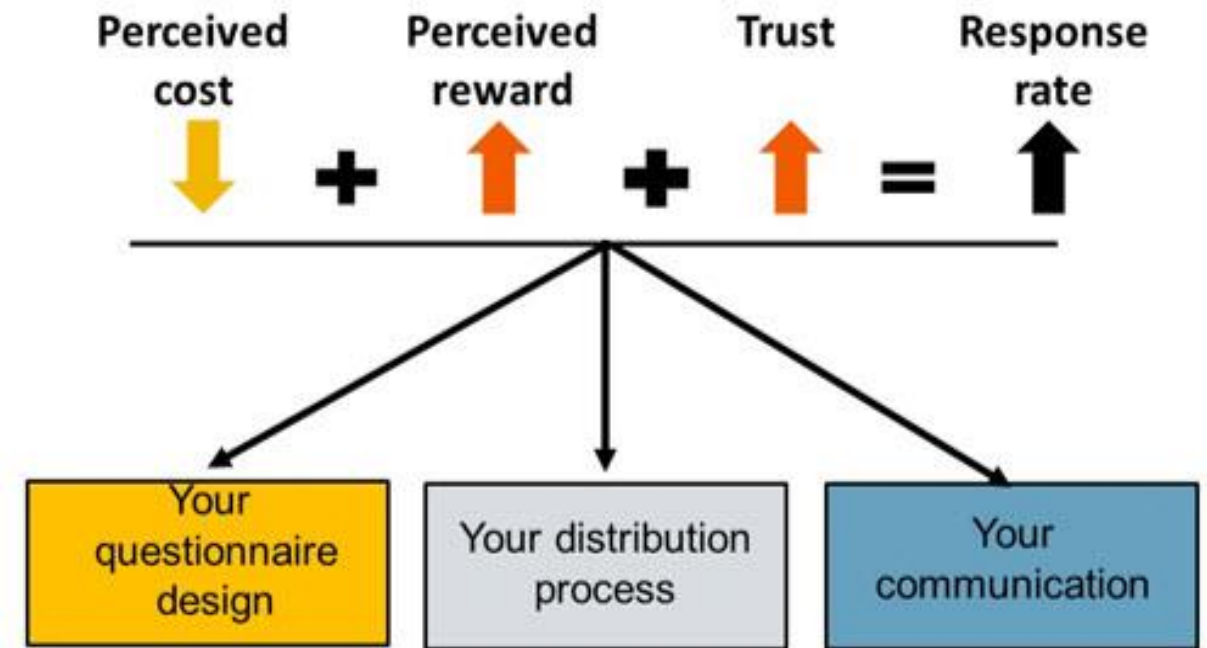 Perceived cost
Perceived reward
Trust
Response rate
+ + =
Your
questionnaire
design
Your distribution
process
Your
communication